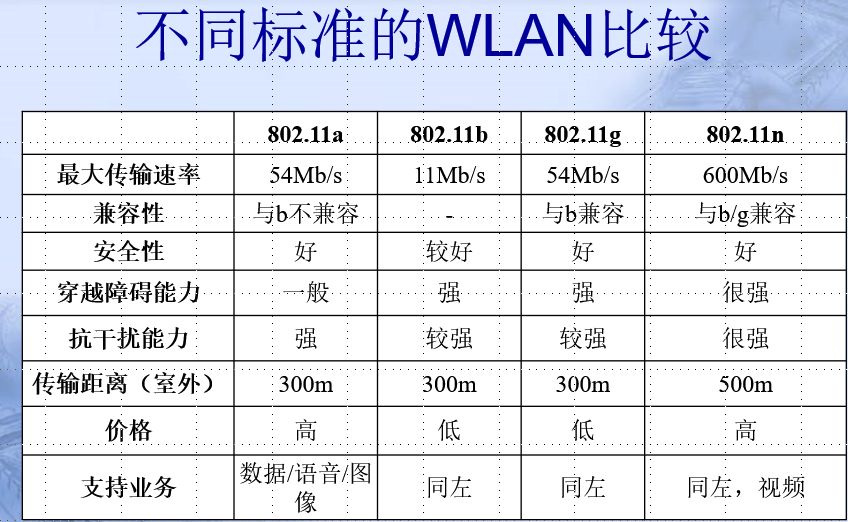 不同标准的WLAN比较
802.11a 802.11b 802.11g 802.11n
最大传输速率 54Mb/s 11Mb/s 54Mb/s 600Mb/s
兼容性 与b不兼容 - 与b兼容 与b/g兼容
安全性 好 较好 好 好
穿越障碍能力 一般 强 强 很强
抗干扰能力 强 较强 较强 很强
传输距离（室外） 300m 300m 300m 500m
价格 高 低 低 高
支持业务 数据/语音/图 同左 同左 同左，视频
像